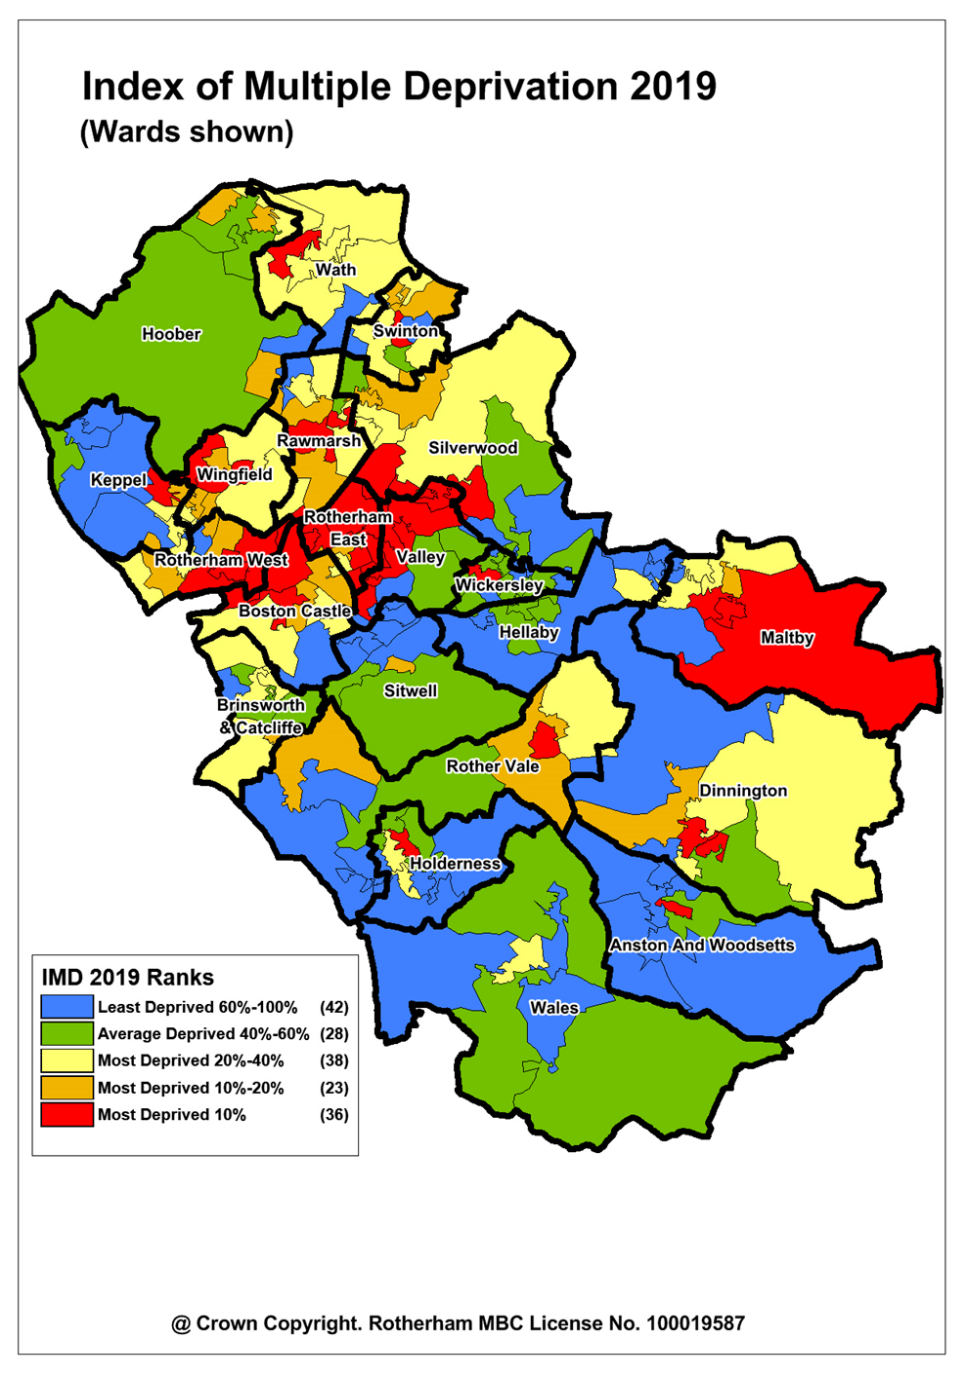 Index of Multiple Deprivation 2019
(Wards shown)
Wath
Hoober
Swinton
Rawmarsh
Silverwood
Keppel
Wingfield
Rotherham
East
Rotherham West
Valley
Wickersley
Boston Castle
Hellaby
Maltby
Sitwell
Brinsworth
& Catcliffe
Rother Vale
Dinnington
Holderness
Anston And Woodsetts
Wales
IMD 2019 Ranks
Least Deprived 60%-100% (42)
Average Deprived 40%-60% (28)
Most Deprived 20%-40% (38)
Most Deprived 10%-20% (23)
Most Deprived 10% (36)
@ Crown Copyright. Rotherham MBC License No. 100019587